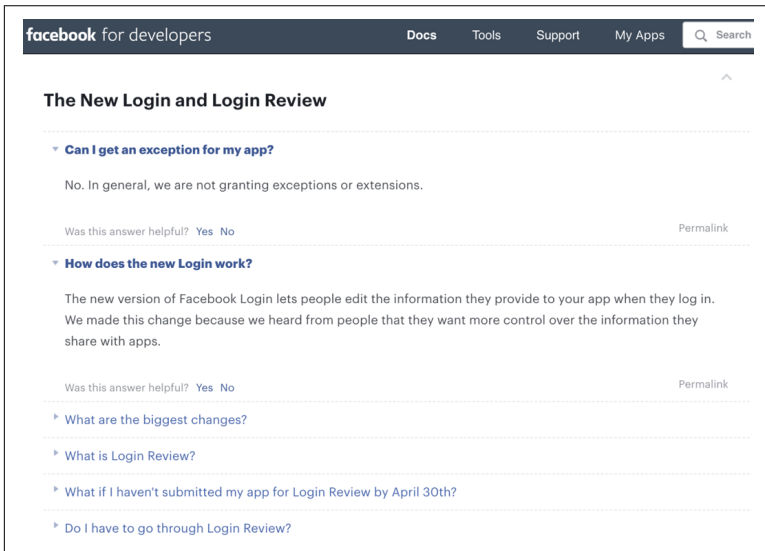 facebook for developers Docs Tools Support My Apps Search
The New Login and Login Review
Can I get an exception for my app?
No. In general, we are not granting exceptions or extensions.
Was this answer helpful? Yes No Permalink
How does the new Login work?
The new version of Facebook Login lets people edit the information they provide to your app when they log in.
We made this change because we heard from people that they want more control over the information they
share with apps.
Was this answer helpful? Yes No Permalink
What are the biggest changes?
What is Login Review?
What if I haven't submitted my app for Login Review by April 30th?
Do I have to go through Login Review?